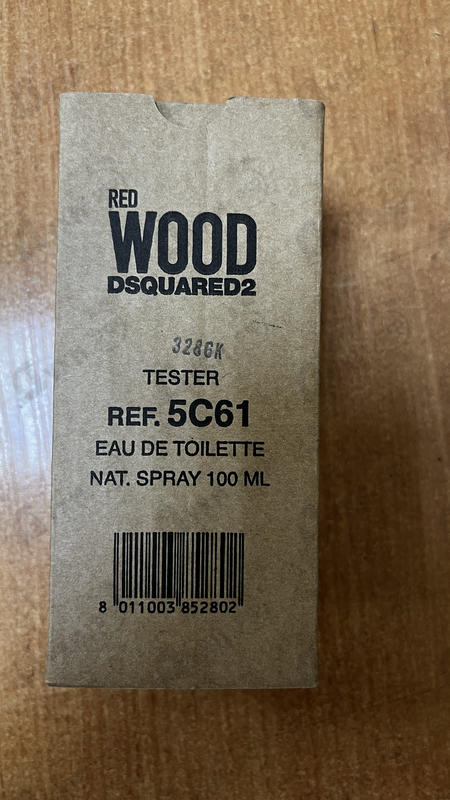 RED
WOOD
DSQUARED2
3286K
TESTER
REF. 5C61
EAU DE TOILETTE
NAT. SPRAY 100 ML
8 011003 852802